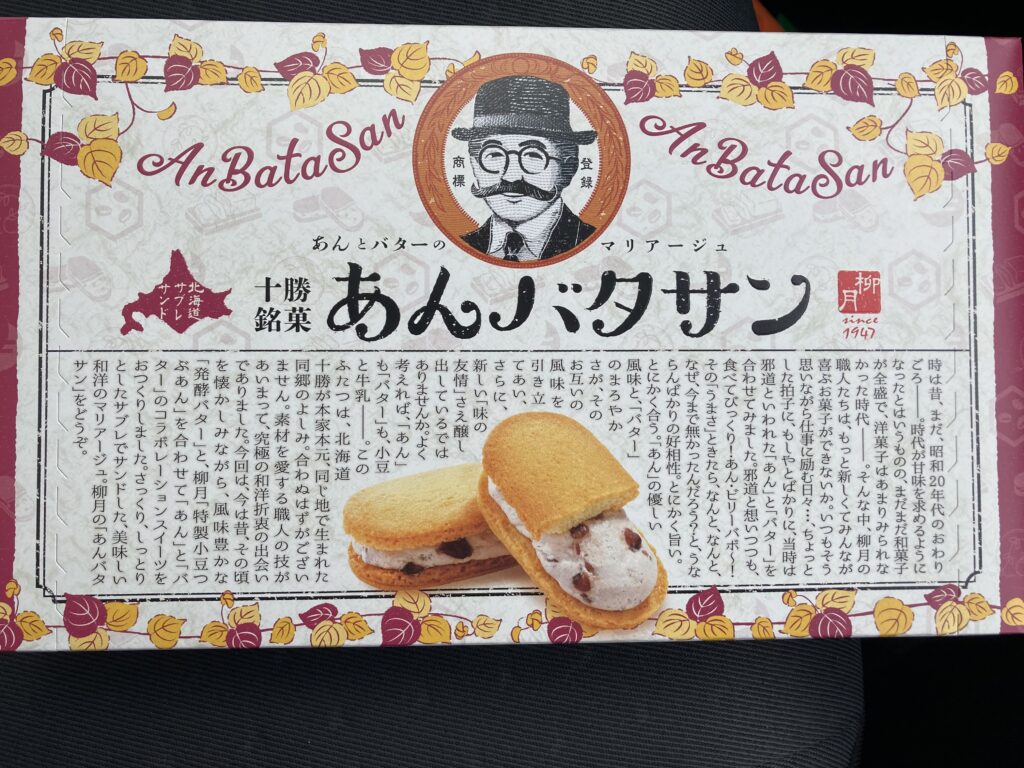 AnBataSan
AnBataSan
商標
登録
あんとバターの
マリアージュ
北海道
サブレ
サンド
十勝
銘菓
あんバタサン
柳月
since
1947
時は昔、まだ、昭和20年代のおわり
ごろ――。時代が甘味を求めるように
なったとはいうものの、まだまだ和菓子
が全盛で、洋菓子はあまりみられな
かった時代――。そんな中、柳月の
職人たちは、もっと新しくてみんなが
喜ぶお菓子ができないか。いつもそう
思いながら仕事に励む日々…、ちょっと
した拍子に、もしやとばかりに、当時は
邪道といわれた「あん」と「バター」を
合わせてみました。邪道と想いつつも、
食べてびっくり！あん、ビリーバボ〜！
その「うまさ」ときたら、なんと、なんと、
なぜ、今まで無かったんだろう？と、うな
らんばかりの好相性。とにかく旨い。
とにかく合う。「あん」の優しい
風味と、「バター」
のまろやか
さが、その
お互いの
風味を
引き立
てあい、
さらに、
新しい「味の
友情」さえ醸し
出しているでは
ありませんか。よく
考えれば、「あん」
も「バター」も、小豆
と牛乳――。この
ふたつは、北海道
十勝が本家本元、同じ地で生まれた
同郷のよしみ、合わぬはずがござい
ません。素材を愛する職人の技が
あいまって、究極の和洋折衷の出会い
でありました。今回は、今は昔、その頃
を懐かしみながら、風味豊かな
「発酵バター」と、柳月「特製小豆つ
ぶあん」を合わせて「あん」と「バ
ター」のコラボレーションスイーツを
おつくりしました。さっくり、しっとり
としたサブレでサンドした、美味しい
和洋のマリアージュ。柳月の「あんバタ
サン」をどうぞ。